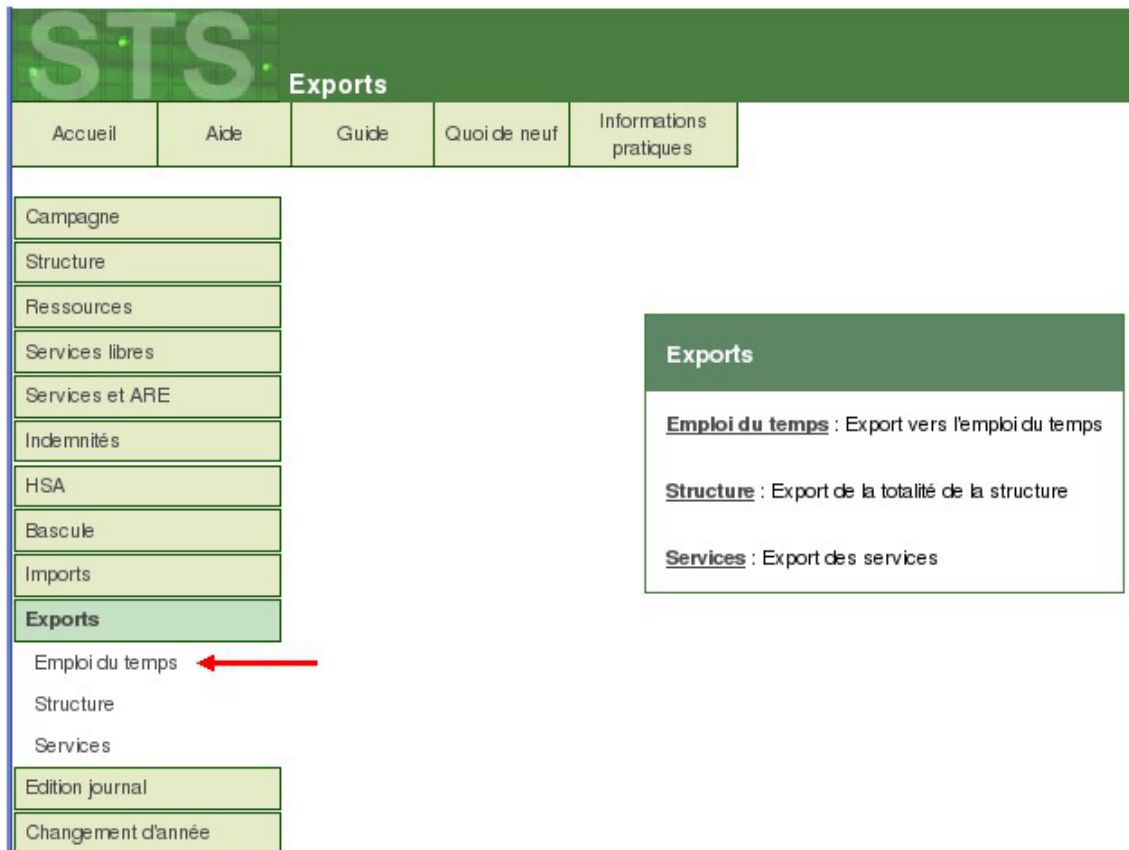 STS
Exports
Accueil
Aide
Guide
Quoi de neuf
Informations
pratiques
Campagne
Structure
Ressources
Services libres
Services et ARE
Indemnités
HSA
Bascule
Imports
Exports
Emploi du temps
Structure
Services
Edition journal
Changement d'année
Exports
Emploi du temps : Export vers l'emploi du temps
Structure : Export de la totalité de la structure
Services : Export des services